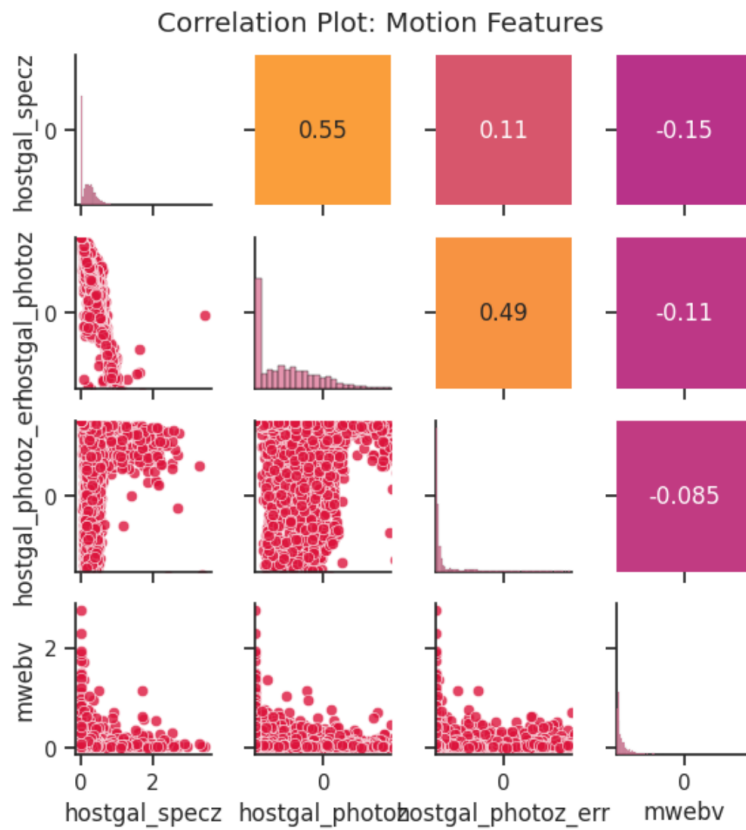 Correlation Plot: Motion Features
hostgal_specz
0
0.55
0.11
-0.15
hostgal_photoz
0
0.49
-0.11
hostgal_photoz_er
0
-0.085
mwebv
2
0
0 2
0
0
0
hostgal_specz
hostgal_photoz
hostgal_photoz_err
mwebv